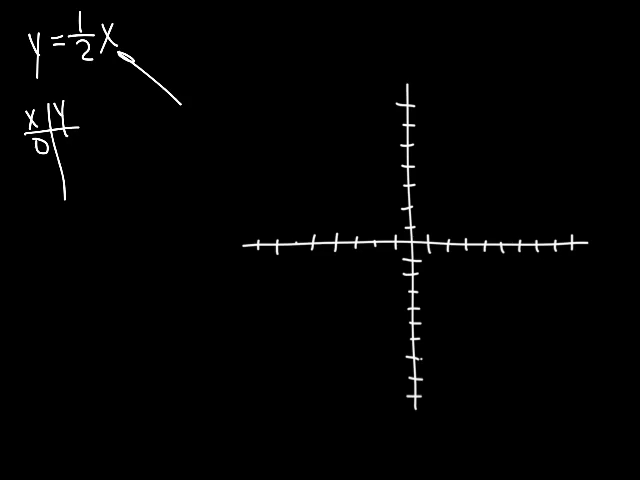 y = 1/2 x
x | y
0